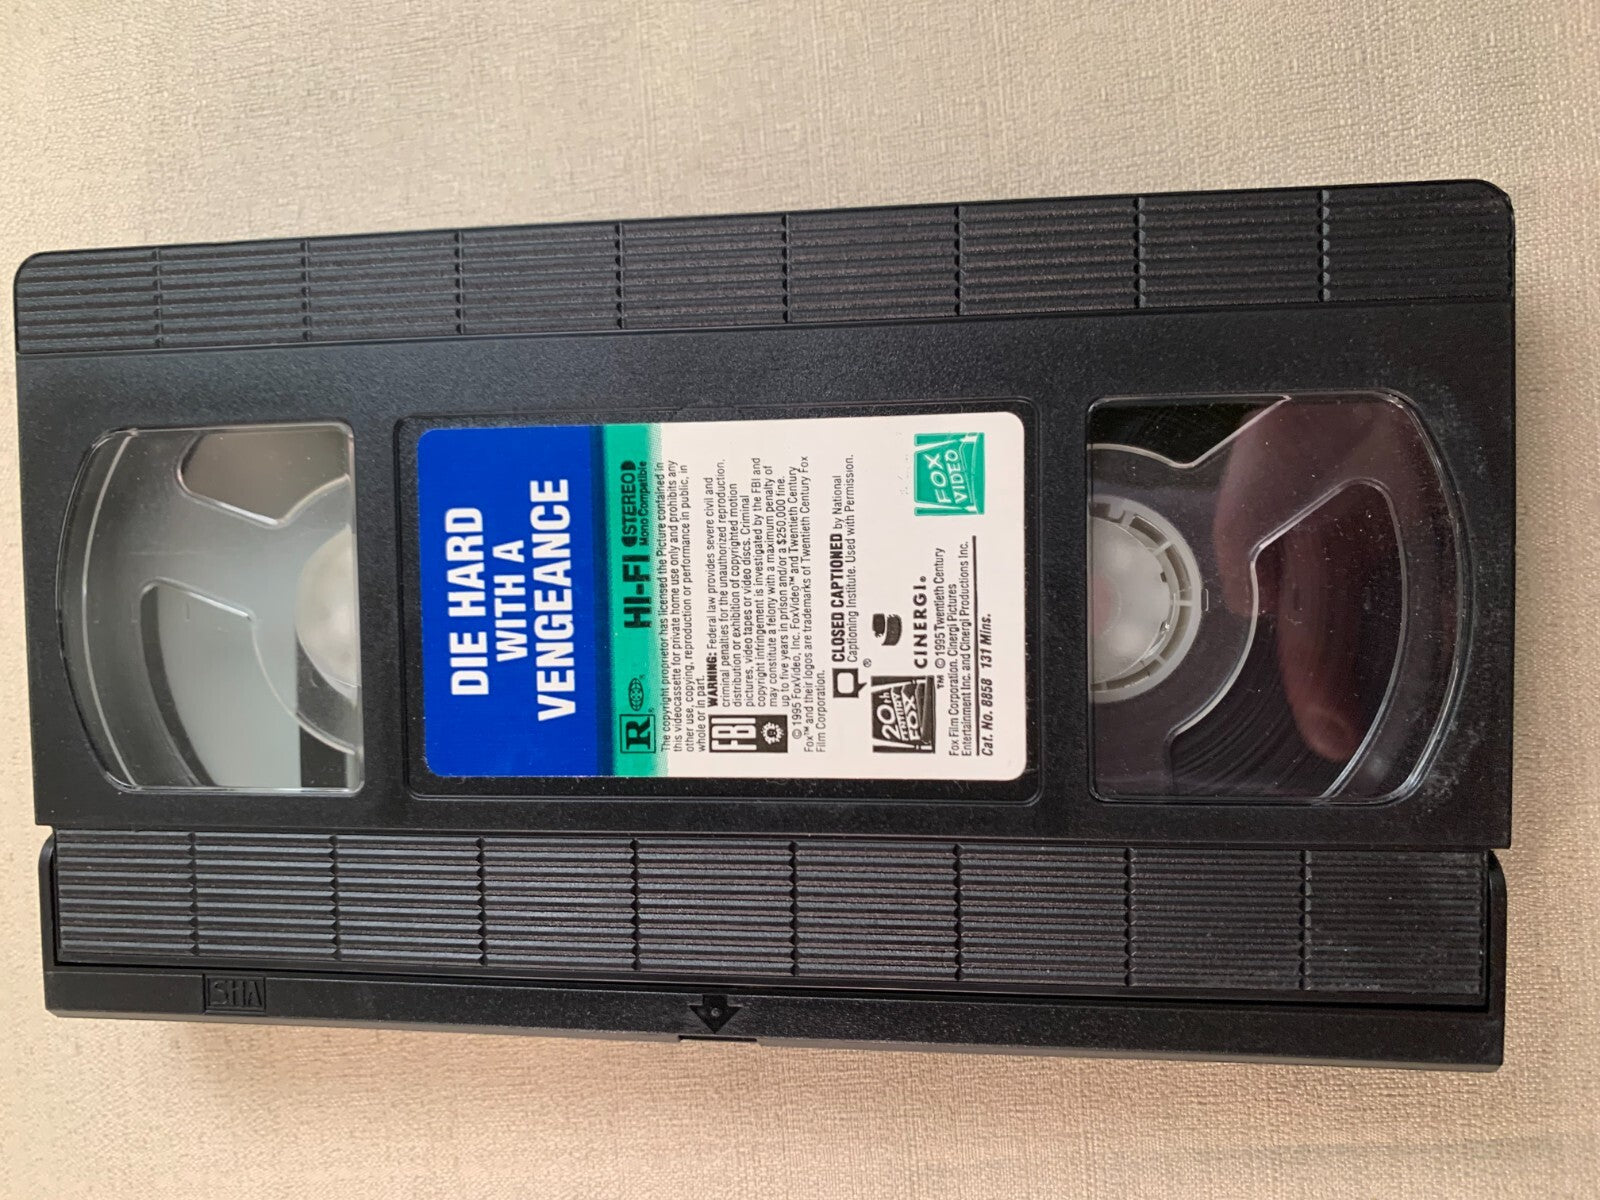 DIE HARD
WITH A
VENGEANCE
R ® HI-FI STEREO
Mono Compatible
The copyright proprietor has licensed the Picture contained in
this videocassette for private home use only and prohibits any
other use, copying, reproduction or performance in public, in
whole or in part.
FBI WARNING: Federal law provides severe civil and
criminal penalties for the unauthorized reproduction,
distribution or exhibition of copyrighted motion
pictures, video tapes or video discs. Criminal
copyright infringement is investigated by the FBI and
may constitute a felony with a maximum penalty of
up to five years in prison and/or a $250,000 fine.
© 1995 FoxVideo, Inc. FoxVideo™ and Twentieth Century
Fox™ and their logos are trademarks of Twentieth Century Fox
Film Corporation.
CLOSED CAPTIONED by National
Captioning Institute. Used with Permission.
®
20th
CENTURY
FOX
CINERGI®
FOX
VIDEO
™ © 1995 Twentieth Century
Fox Film Corporation, Cinergi Pictures
Entertainment Inc. and Cinergi Productions Inc.
Cat. No. 8858 131 Mins.
SHA